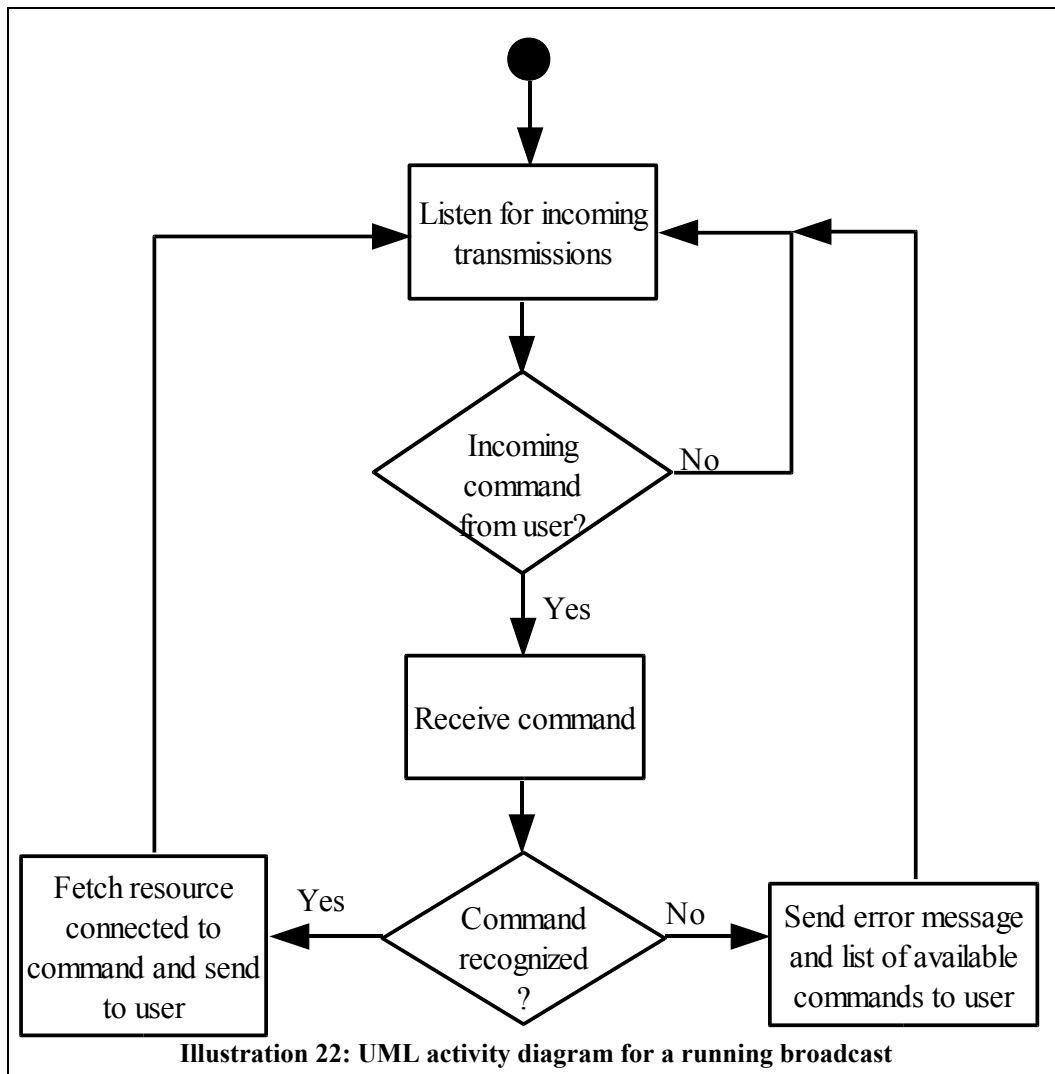 Listen for incoming
transmissions
Incoming
command
from user?
No
Yes
Receive command
Fetch resource
connected to
command and send
to user
Yes
Command
recognized
?
No
Send error message
and list of available
commands to user
Illustration 22: UML activity diagram for a running broadcast